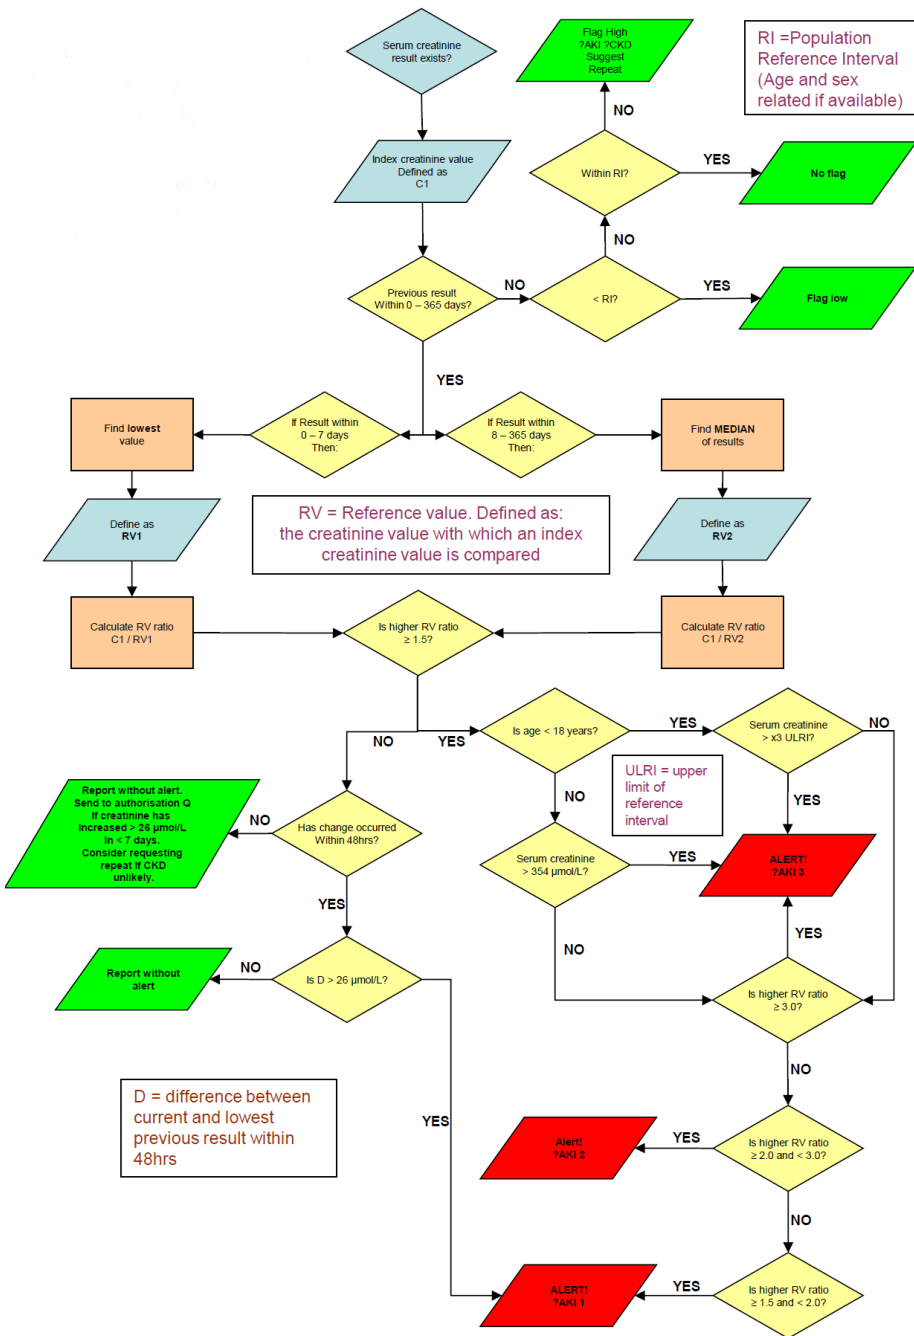 Serum creatinine
result exists?
Flag High
?AKI ?CKD
Suggest
Repeat
RI =Population
Reference Interval
(Age and sex
related if available)
NO
Index creatinine value
Defined as
C1
Within RI?
YES
No flag
NO
Previous result
Within 0 – 365 days?
NO
< RI?
YES
Flag low
YES
Find lowest
value
If Result within
0 – 7 days
Then:
If Result within
8 – 365 days
Then:
Find MEDIAN
of results
Define as
RV1
RV = Reference value. Defined as:
the creatinine value with which an index
creatinine value is compared
Define as
RV2
Calculate RV ratio
C1 / RV1
Is higher RV ratio
≥ 1.5?
Calculate RV ratio
C1 / RV2
NO
YES
Is age < 18 years?
YES
Serum creatinine
> x3 ULRI?
NO
Report without alert.
Send to authorisation Q
If creatinine has
Increased > 26 µmol/L
In < 7 days.
Consider requesting
repeat If CKD
unlikely.
NO
Has change occurred
Within 48hrs?
NO
ULRI = upper
limit of
reference
interval
YES
Serum creatinine
> 354 µmol/L?
YES
ALERT!
?AKI 3
YES
NO
YES
Report without
alert
NO
Is D > 26 µmol/L?
Is higher RV ratio
≥ 3.0?
NO
D = difference between
current and lowest
previous result within
48hrs
YES
Alert!
?AKI 2
YES
Is higher RV ratio
≥ 2.0 and < 3.0?
NO
ALERT!
?AKI 1
YES
Is higher RV ratio
≥ 1.5 and < 2.0?